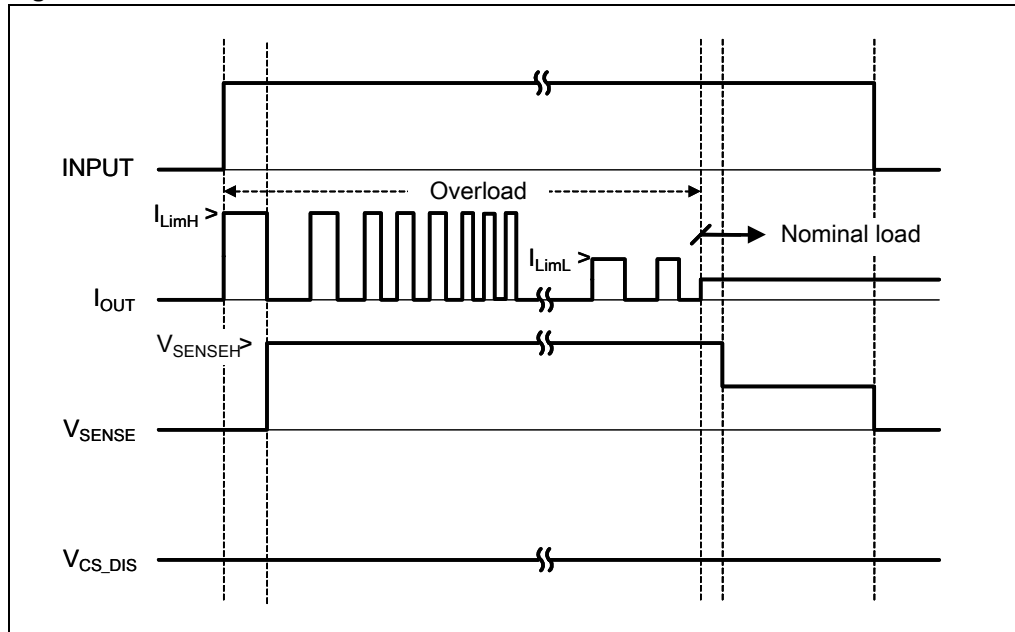 INPUT
Overload
I_LimH >
Nominal load
I_LimL >
I_OUT
V_SENSEH>
V_SENSE
V_CS_DIS